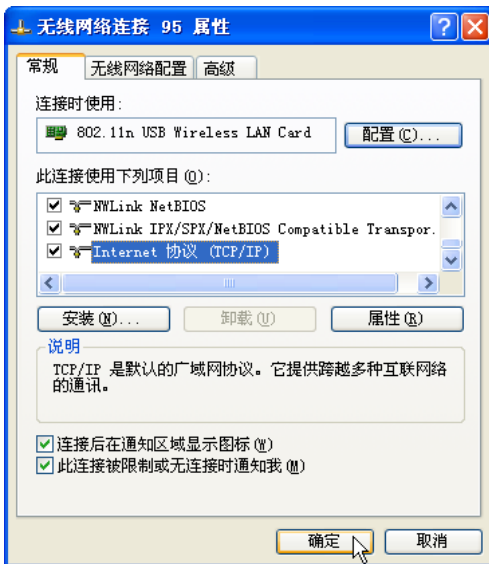 无线网络连接 95 属性
常规 无线网络配置 高级
连接时使用:
802.11n USB Wireless LAN Card 配置(C)...
此连接使用下列项目(O):
NWLink NetBIOS
NWLink IPX/SPX/NetBIOS Compatible Transpor.
Internet 协议 (TCP/IP)
安装(N)... 卸载(U) 属性(R)
说明
TCP/IP 是默认的广域网协议。它提供跨越多种互联网络
的通讯。
连接后在通知区域显示图标(W)
此连接被限制或无连接时通知我(M)
确定 取消